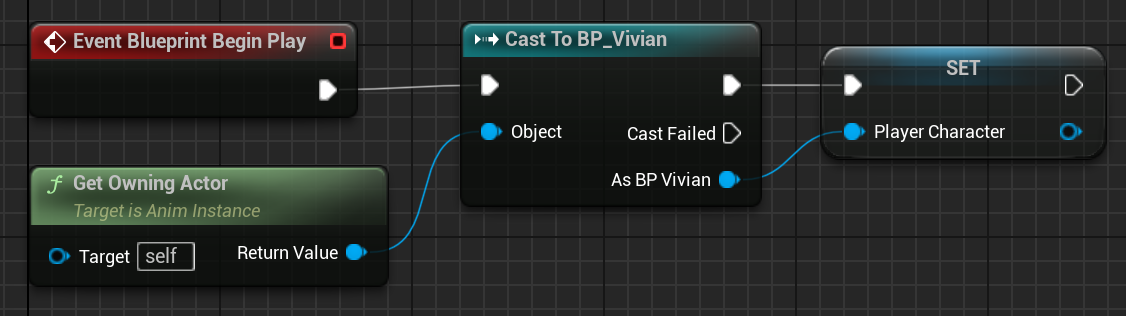 Event Blueprint Begin Play
Cast To BP_Vivian
SET
Object
Cast Failed
Player Character
As BP Vivian
Get Owning Actor
Target is Anim Instance
Target self
Return Value